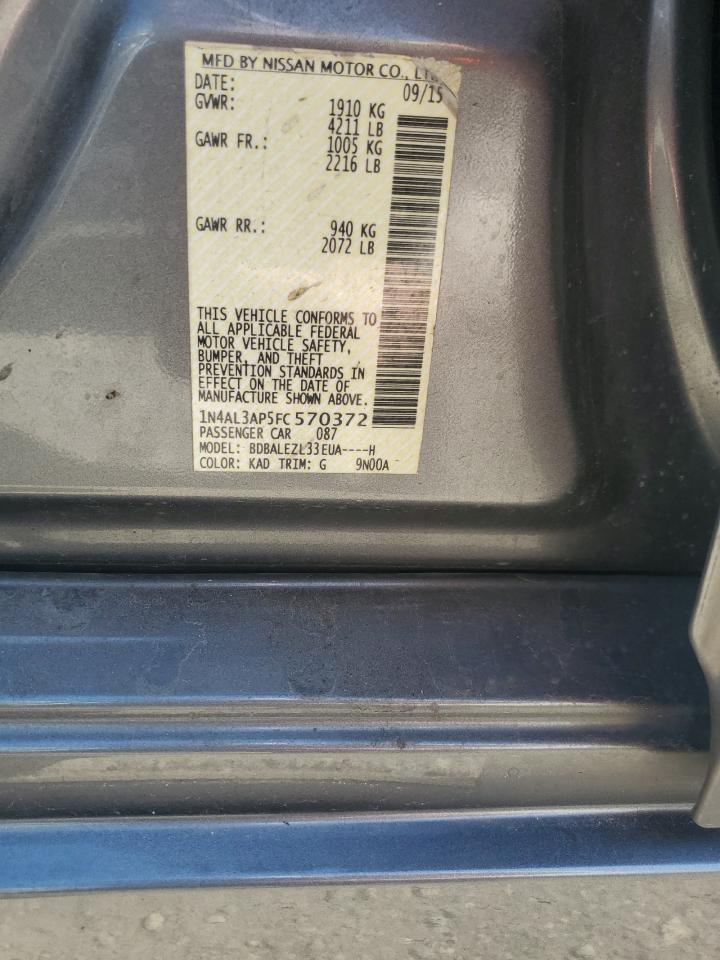 MFD BY NISSAN MOTOR CO.,
DATE: 09/15
GVWR: 1910 KG
4211 LB
GAWR FR.: 1005 KG
2216 LB
GAWR RR.: 940 KG
2072 LB
THIS VEHICLE CONFORMS TO
ALL APPLICABLE FEDERAL
MOTOR VEHICLE SAFETY,
BUMPER, AND THEFT
PREVENTION STANDARDS IN
EFFECT ON THE DATE OF
MANUFACTURE SHOWN ABOVE.
1N4AL3AP5FC570372
PASSENGER CAR 087
MODEL: BDBALEZL33EUA----H
COLOR: KAD TRIM: G 9N00A